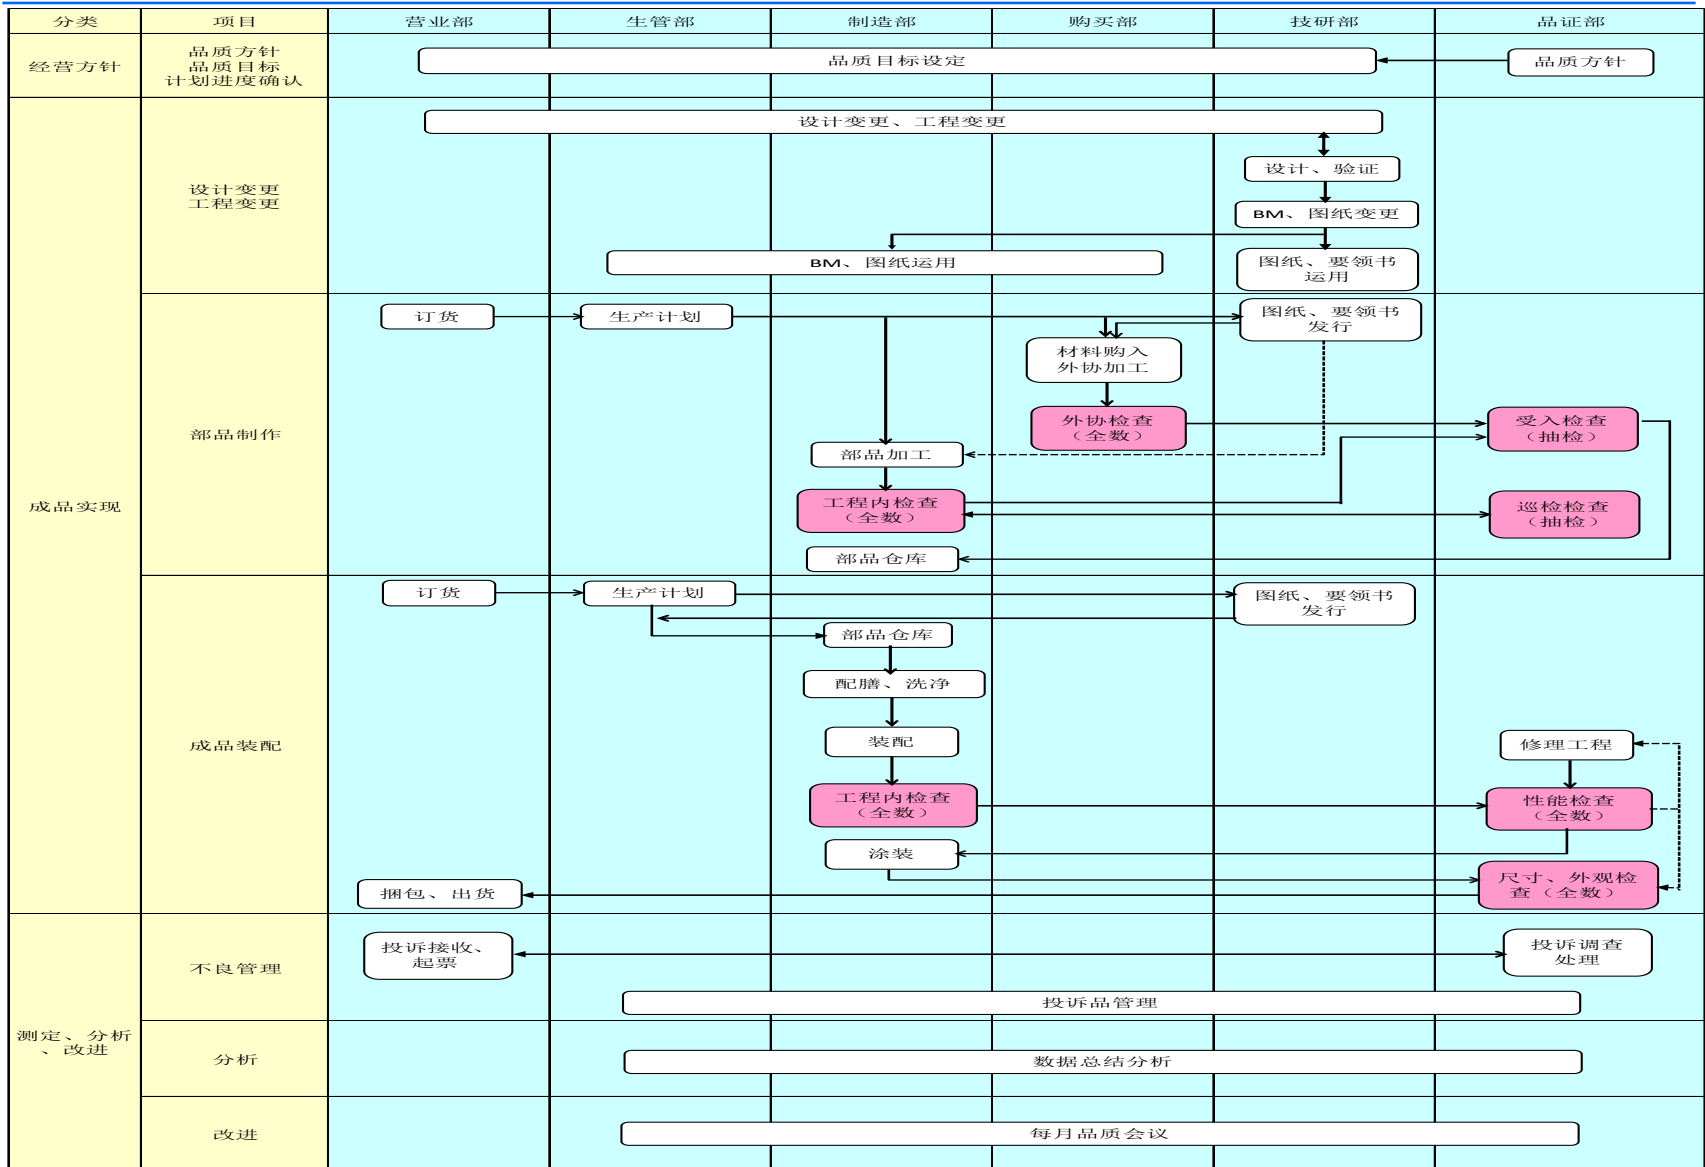 分类 项目 营业部 生管部 制造部 购买部 技研部 品证部
经营方针
品质方针
品质目标
计划进度确认
品质目标设定
品质方针
成品实现
设计变更
工程变更
设计变更、工程变更
设计、验证
BM、图纸变更
BM、图纸运用
图纸、要领书
运用
部品制作
订货
生产计划
图纸、要领书
发行
材料购入
外协加工
外协检查
（全数）
受入检查
（抽检）
部品加工
工程内检查
（全数）
巡检检查
（抽检）
部品仓库
成品装配
订货
生产计划
图纸、要领书
发行
部品仓库
配膳、洗净
装配
修理工程
工程内检查
（全数）
性能检查
（全数）
涂装
尺寸、外观检
查（全数）
捆包、出货
测定、分析
、改进
不良管理
投诉接收、
起票
投诉调查
处理
投诉品管理
分析
数据总结分析
改进
每月品质会议